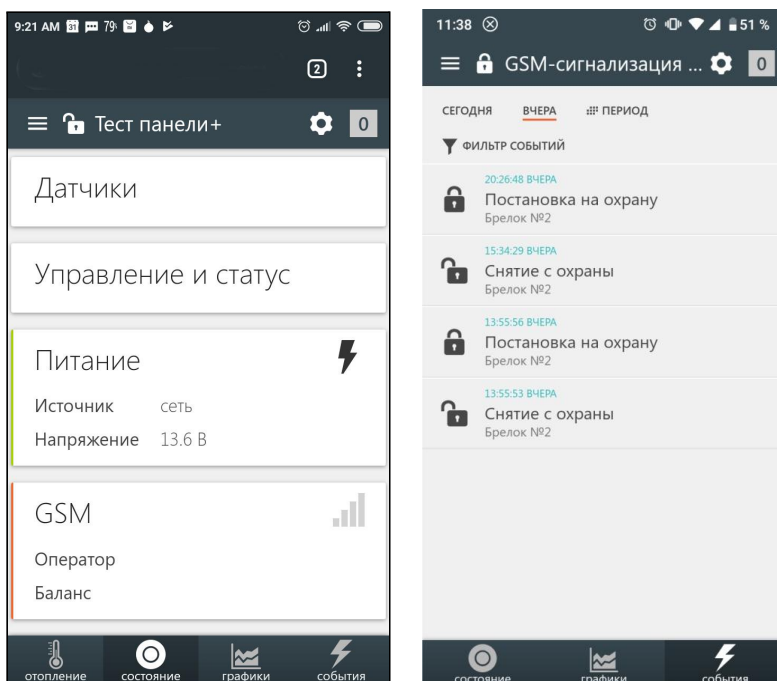 9:21 AM 31 79%
2
Тест панели+ 0
Датчики
Управление и статус
Питание
Источник сеть
Напряжение 13.6 В
GSM
Оператор
Баланс
отопление состояние графики события
11:38 51 %
GSM-сигнализация ... 0
СЕГОДНЯ ВЧЕРА ПЕРИОД
ФИЛЬТР СОБЫТИЙ
20:26:48 ВЧЕРА
Постановка на охрану
Брелок №2
15:34:29 ВЧЕРА
Снятие с охраны
Брелок №2
13:55:56 ВЧЕРА
Постановка на охрану
Брелок №2
13:55:53 ВЧЕРА
Снятие с охраны
Брелок №2
состояние графики события